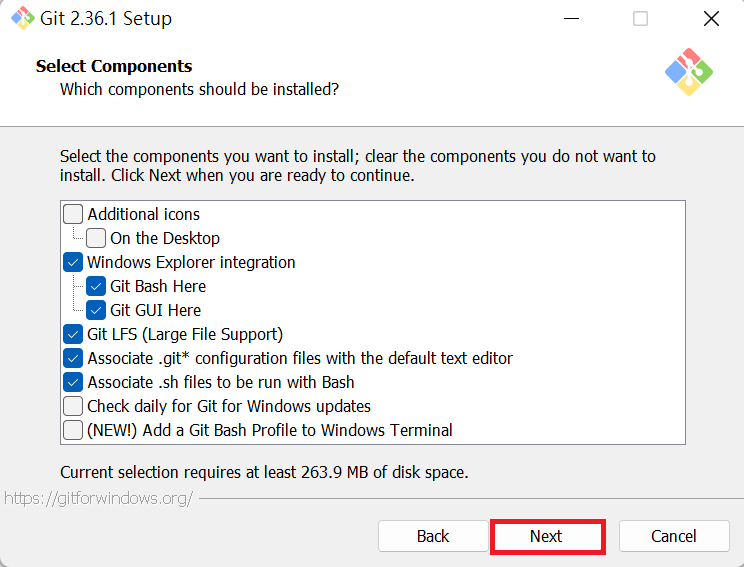 Git 2.36.1 Setup
Select Components
Which components should be installed?
Select the components you want to install; clear the components you do not want to
install. Click Next when you are ready to continue.
Additional icons
On the Desktop
Windows Explorer integration
Git Bash Here
Git GUI Here
Git LFS (Large File Support)
Associate .git* configuration files with the default text editor
Associate .sh files to be run with Bash
Check daily for Git for Windows updates
(NEW!) Add a Git Bash Profile to Windows Terminal
Current selection requires at least 263.9 MB of disk space.
https://gitforwindows.org/
Back Next Cancel